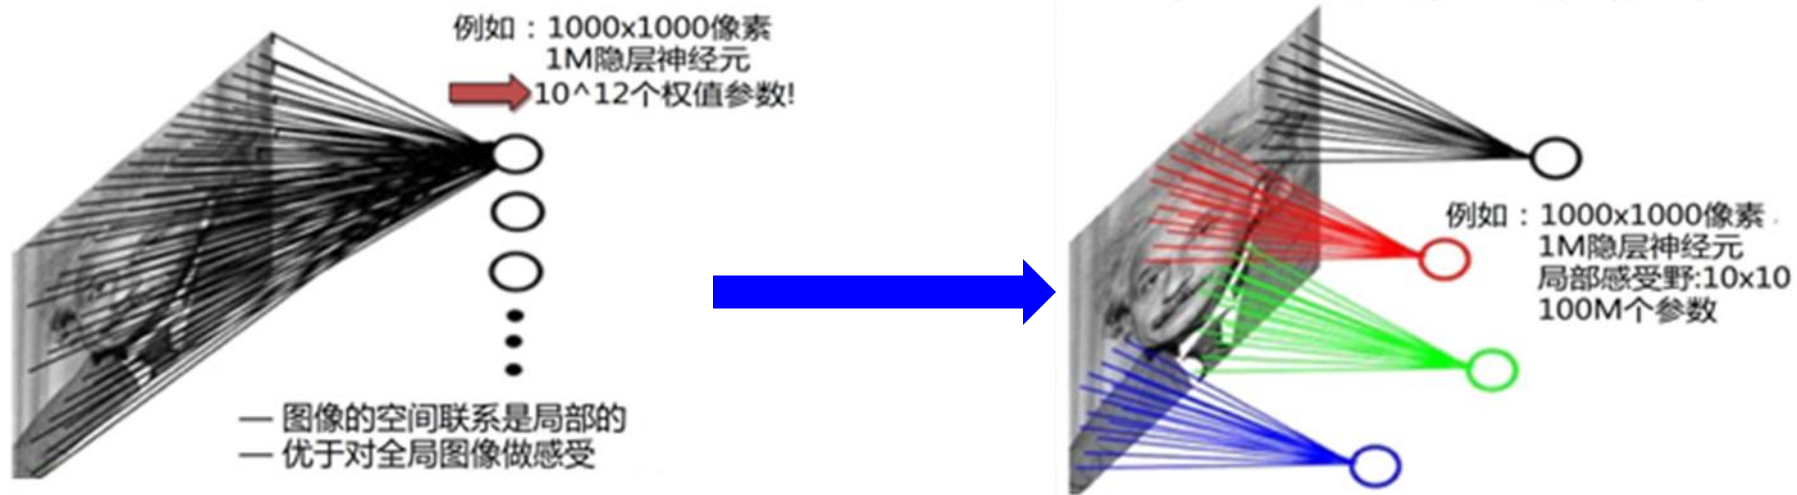 例如：1000x1000像素
1M隐层神经元
10^12个权值参数!
— 图像的空间联系是局部的
— 优于对全局图像做感受
例如：1000x1000像素
1M隐层神经元
局部感受野:10x10
100M个参数